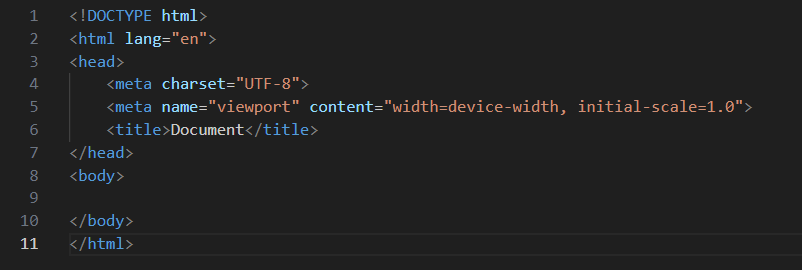 1 <!DOCTYPE html>
2 <html lang="en">
3 <head>
4     <meta charset="UTF-8">
5     <meta name="viewport" content="width=device-width, initial-scale=1.0">
6     <title>Document</title>
7 </head>
8 <body>
9
10 </body>
11 </html>